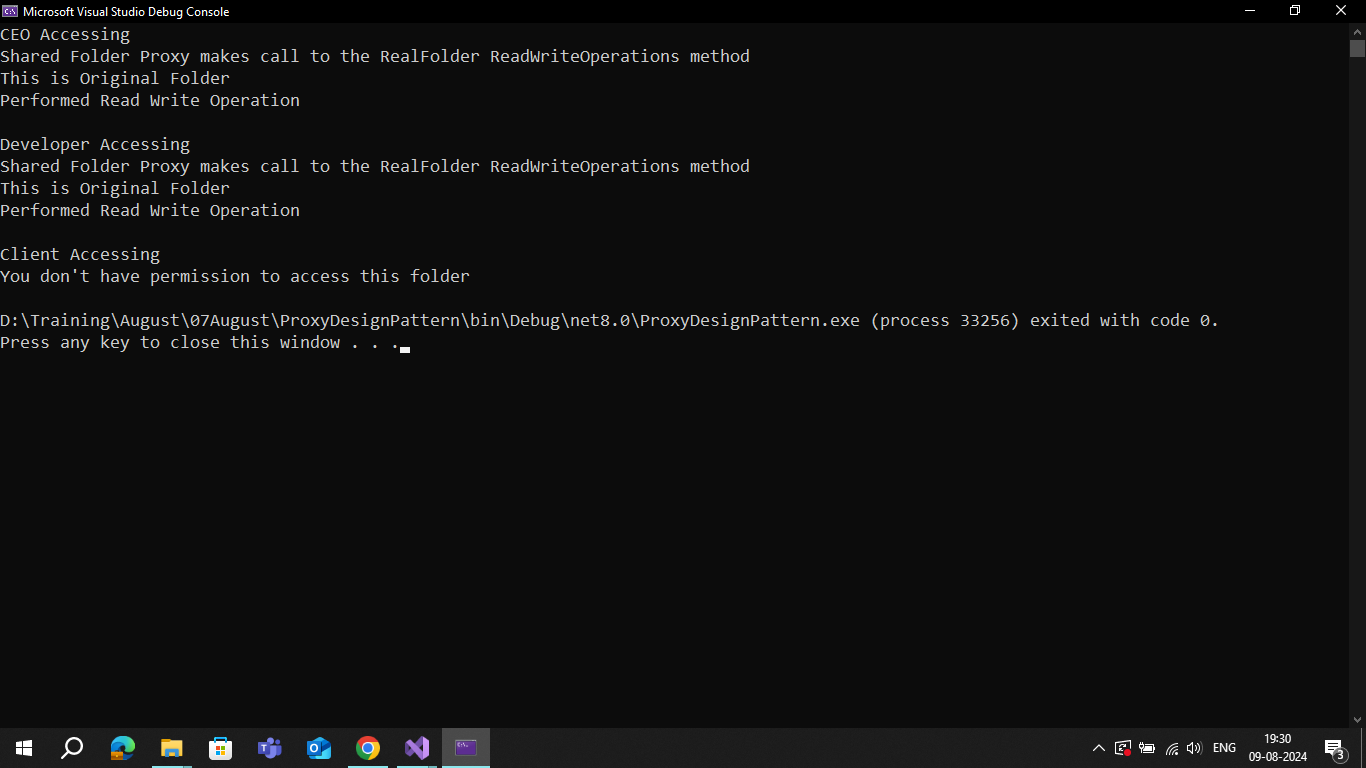 Microsoft Visual Studio Debug Console
CEO Accessing
Shared Folder Proxy makes call to the RealFolder ReadWriteOperations method
This is Original Folder
Performed Read Write Operation
Developer Accessing
Shared Folder Proxy makes call to the RealFolder ReadWriteOperations method
This is Original Folder
Performed Read Write Operation
Client Accessing
You don't have permission to access this folder
D:\Training\August\07August\ProxyDesignPattern\bin\Debug\net8.0\ProxyDesignPattern.exe (process 33256) exited with code 0.
Press any key to close this window . . .
ENG
19:30
09-08-2024
3